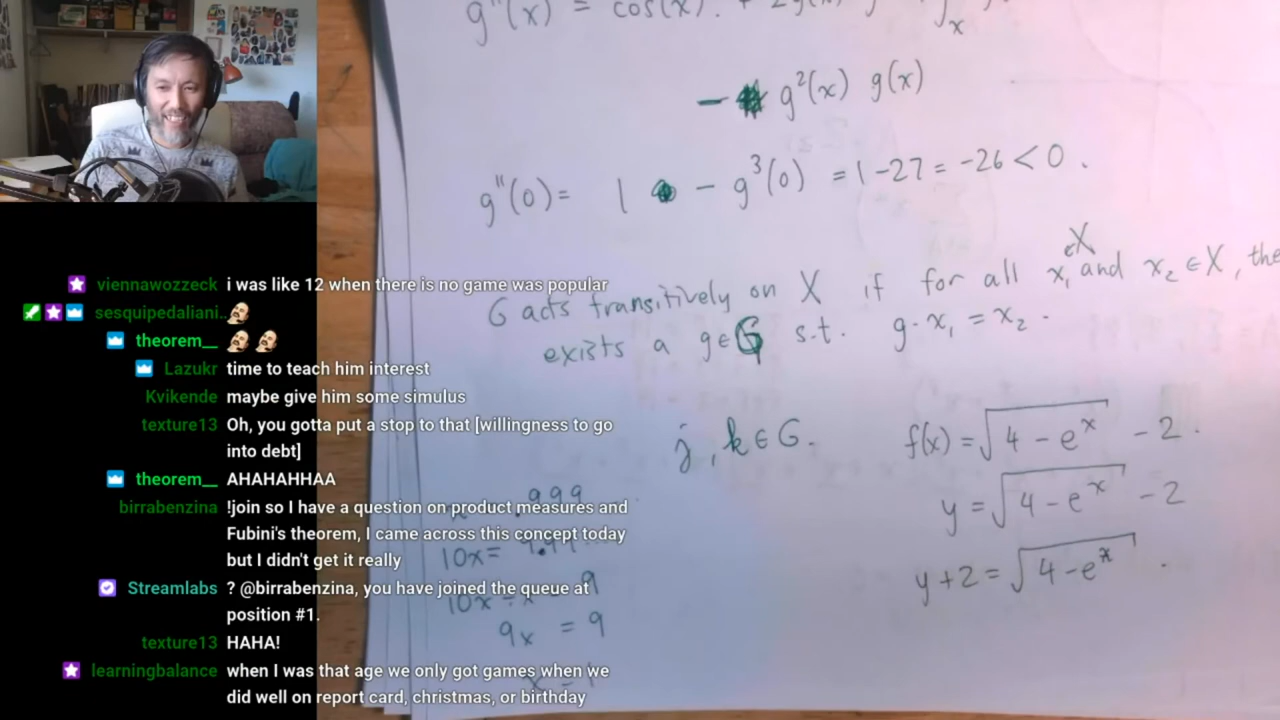 g"(x) = cos(x).
- g²(x) g(x)
g"(0) = 1 - g³(0) = 1-27 = -26 < 0.
G acts transitively on X if for all x₁ ∈X and x₂ ∈ X, the
exists a g∈G s.t. g·x₁ = x₂.
j, k ∈ G.
f(x) = √4 - eˣ - 2.
y = √4 - eˣ - 2
y+2 = √4 - eˣ .
10x =
9x = 9
viennawozzeck i was like 12 when there is no game was popular
sesquipedaliani..
theorem__
Lazukr time to teach him interest
Kvikende maybe give him some simulus
texture13 Oh, you gotta put a stop to that [willingness to go
into debt]
theorem__ AHAHAHHAA
birrabenzina !join so I have a question on product measures and
Fubini's theorem, I came across this concept today
but I didn't get it really
Streamlabs ? @birrabenzina, you have joined the queue at
position #1.
texture13 HAHA!
learningbalance when I was that age we only got games when we
did well on report card, christmas, or birthday